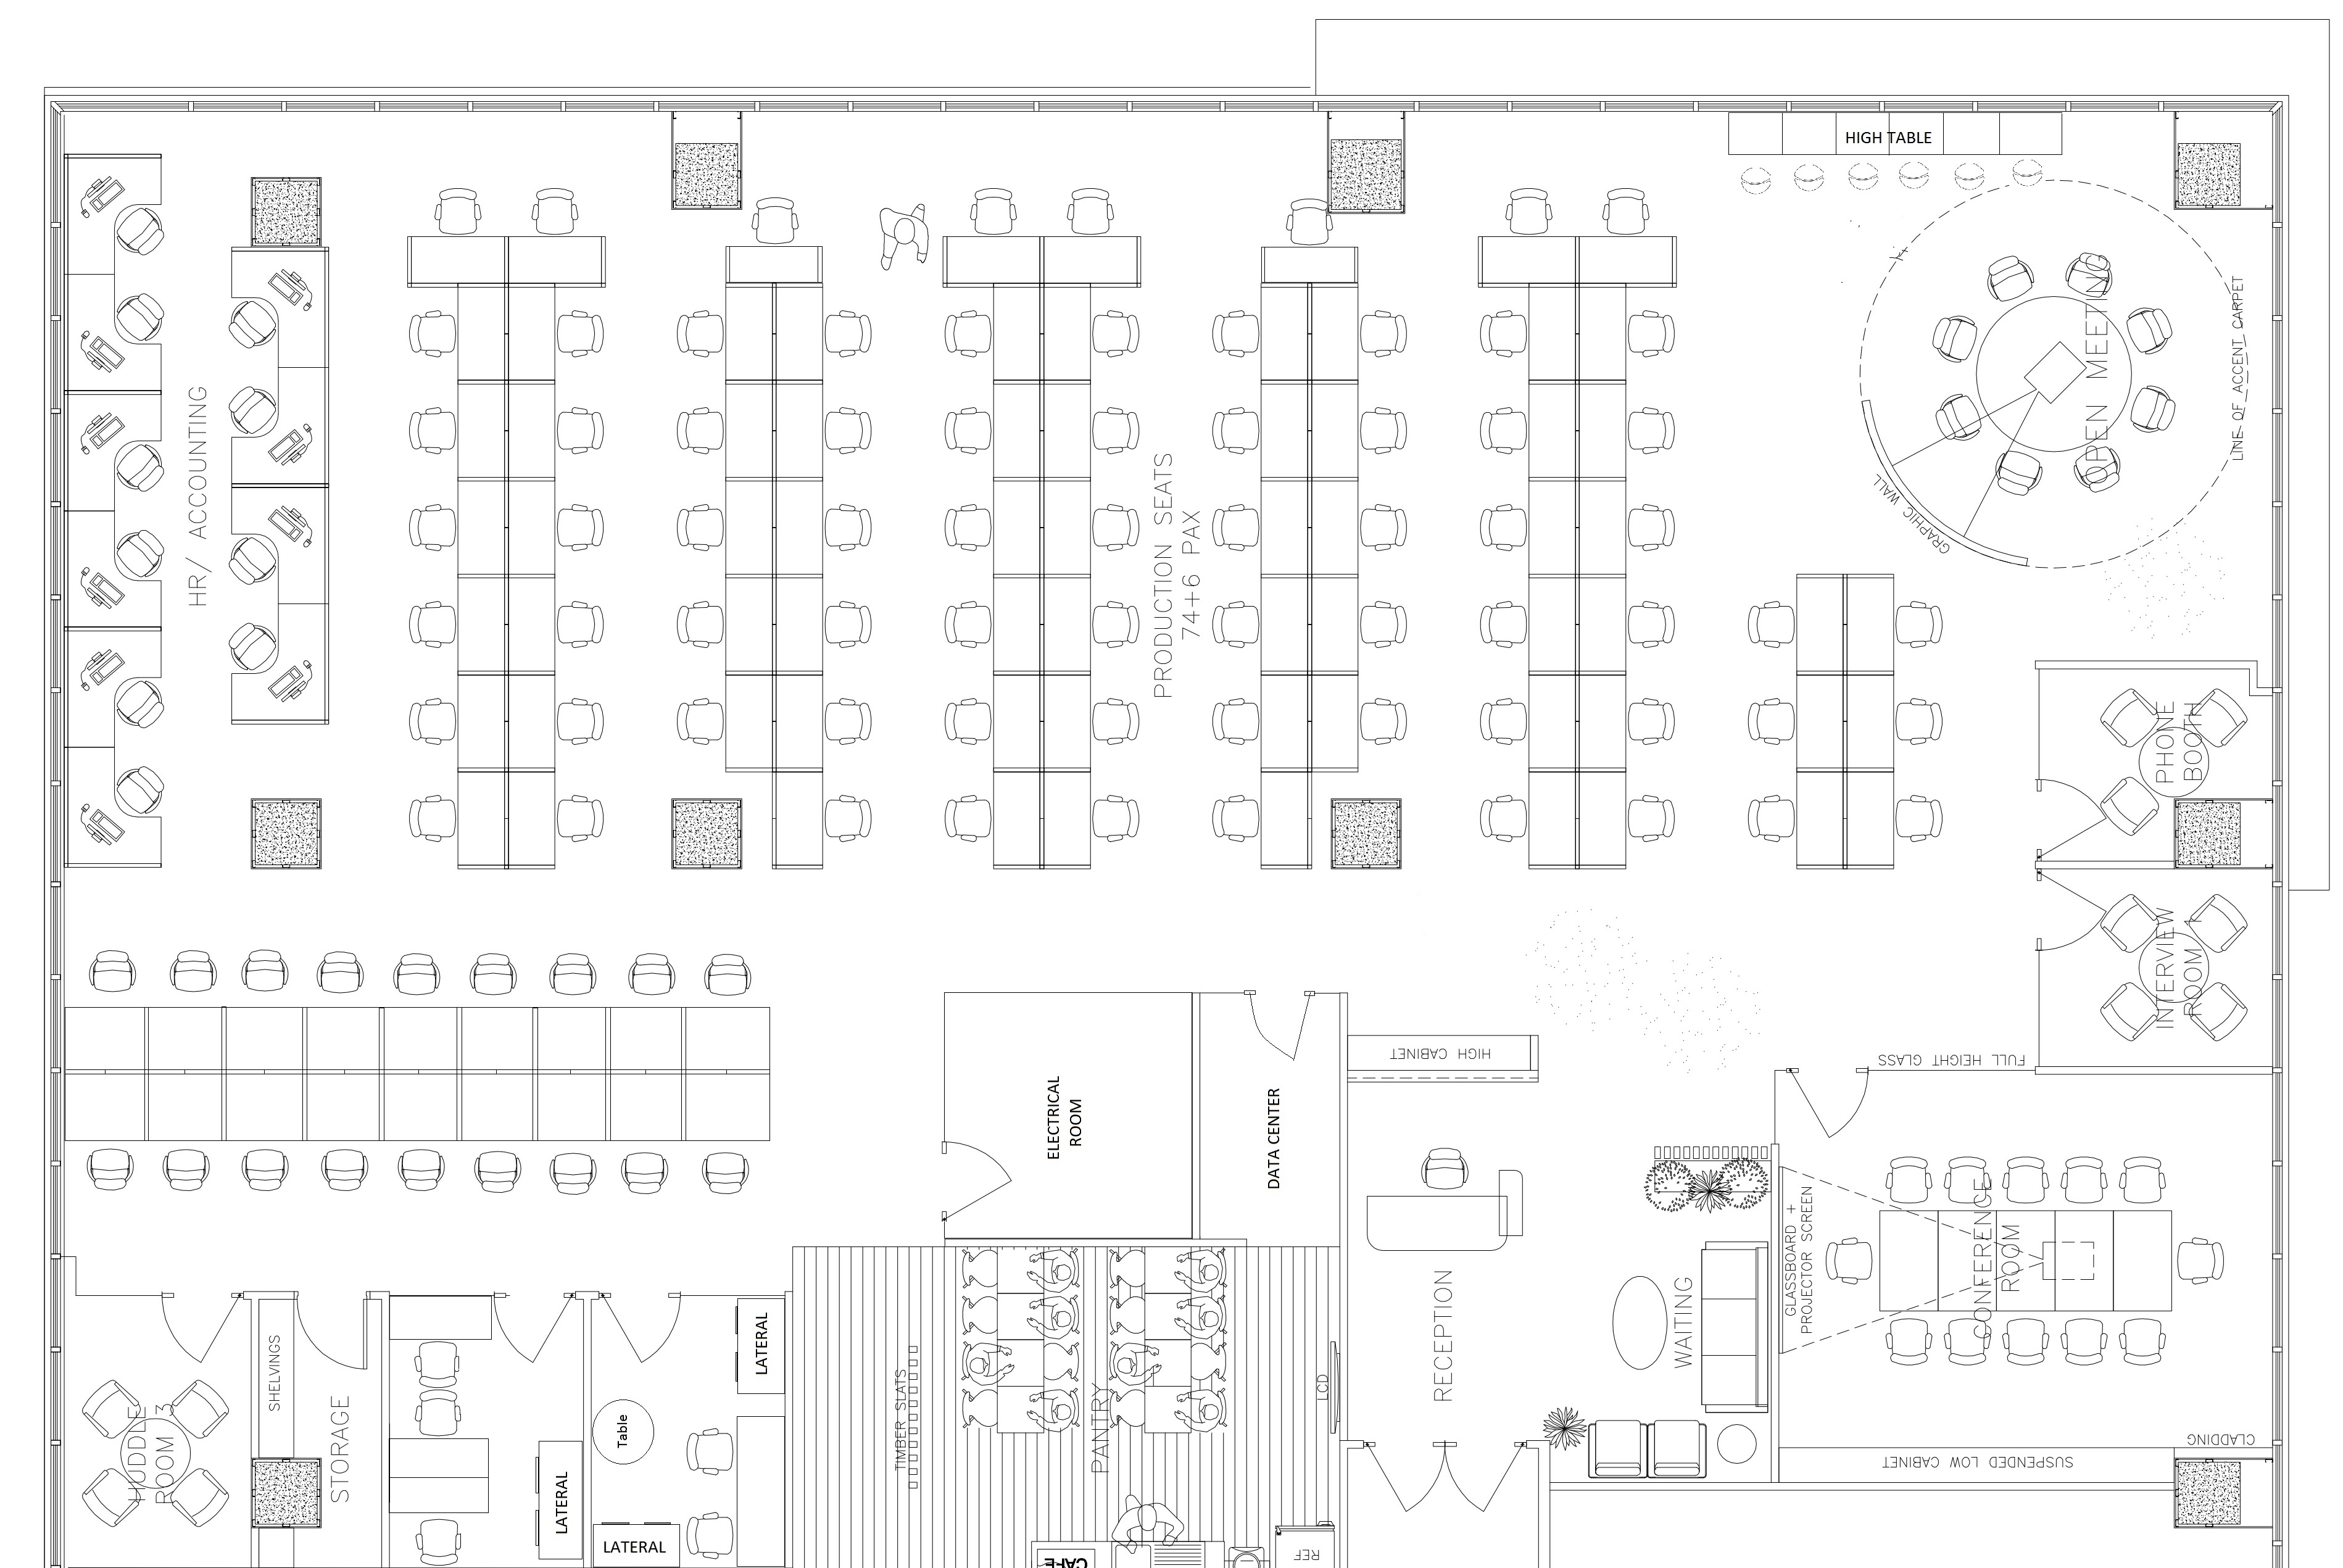 HIGH TABLE
OPEN MEETING
LINE OF ACCENT CARPET
GRAPHIC WALL
HR/ ACCOUNTING
PRODUCTION SEATS
74+6 PAX
PHONE
BOOTH
INTERVIEW
ROOM 1
FULL HEIGHT GLASS
HIGH CABINET
ELECTRICAL
ROOM
DATA CENTER
GLASSBOARD +
PROJECTOR SCREEN
CONFERENCE
ROOM
RECEPTION
WAITING
SHELVINGS
STORAGE
HUDDLE
ROOM 3
LATERAL
Table
LATERAL
LATERAL
TIMBER SLATS
PANTRY
LCD
CLADDING
SUSPENDED LOW CABINET
REF